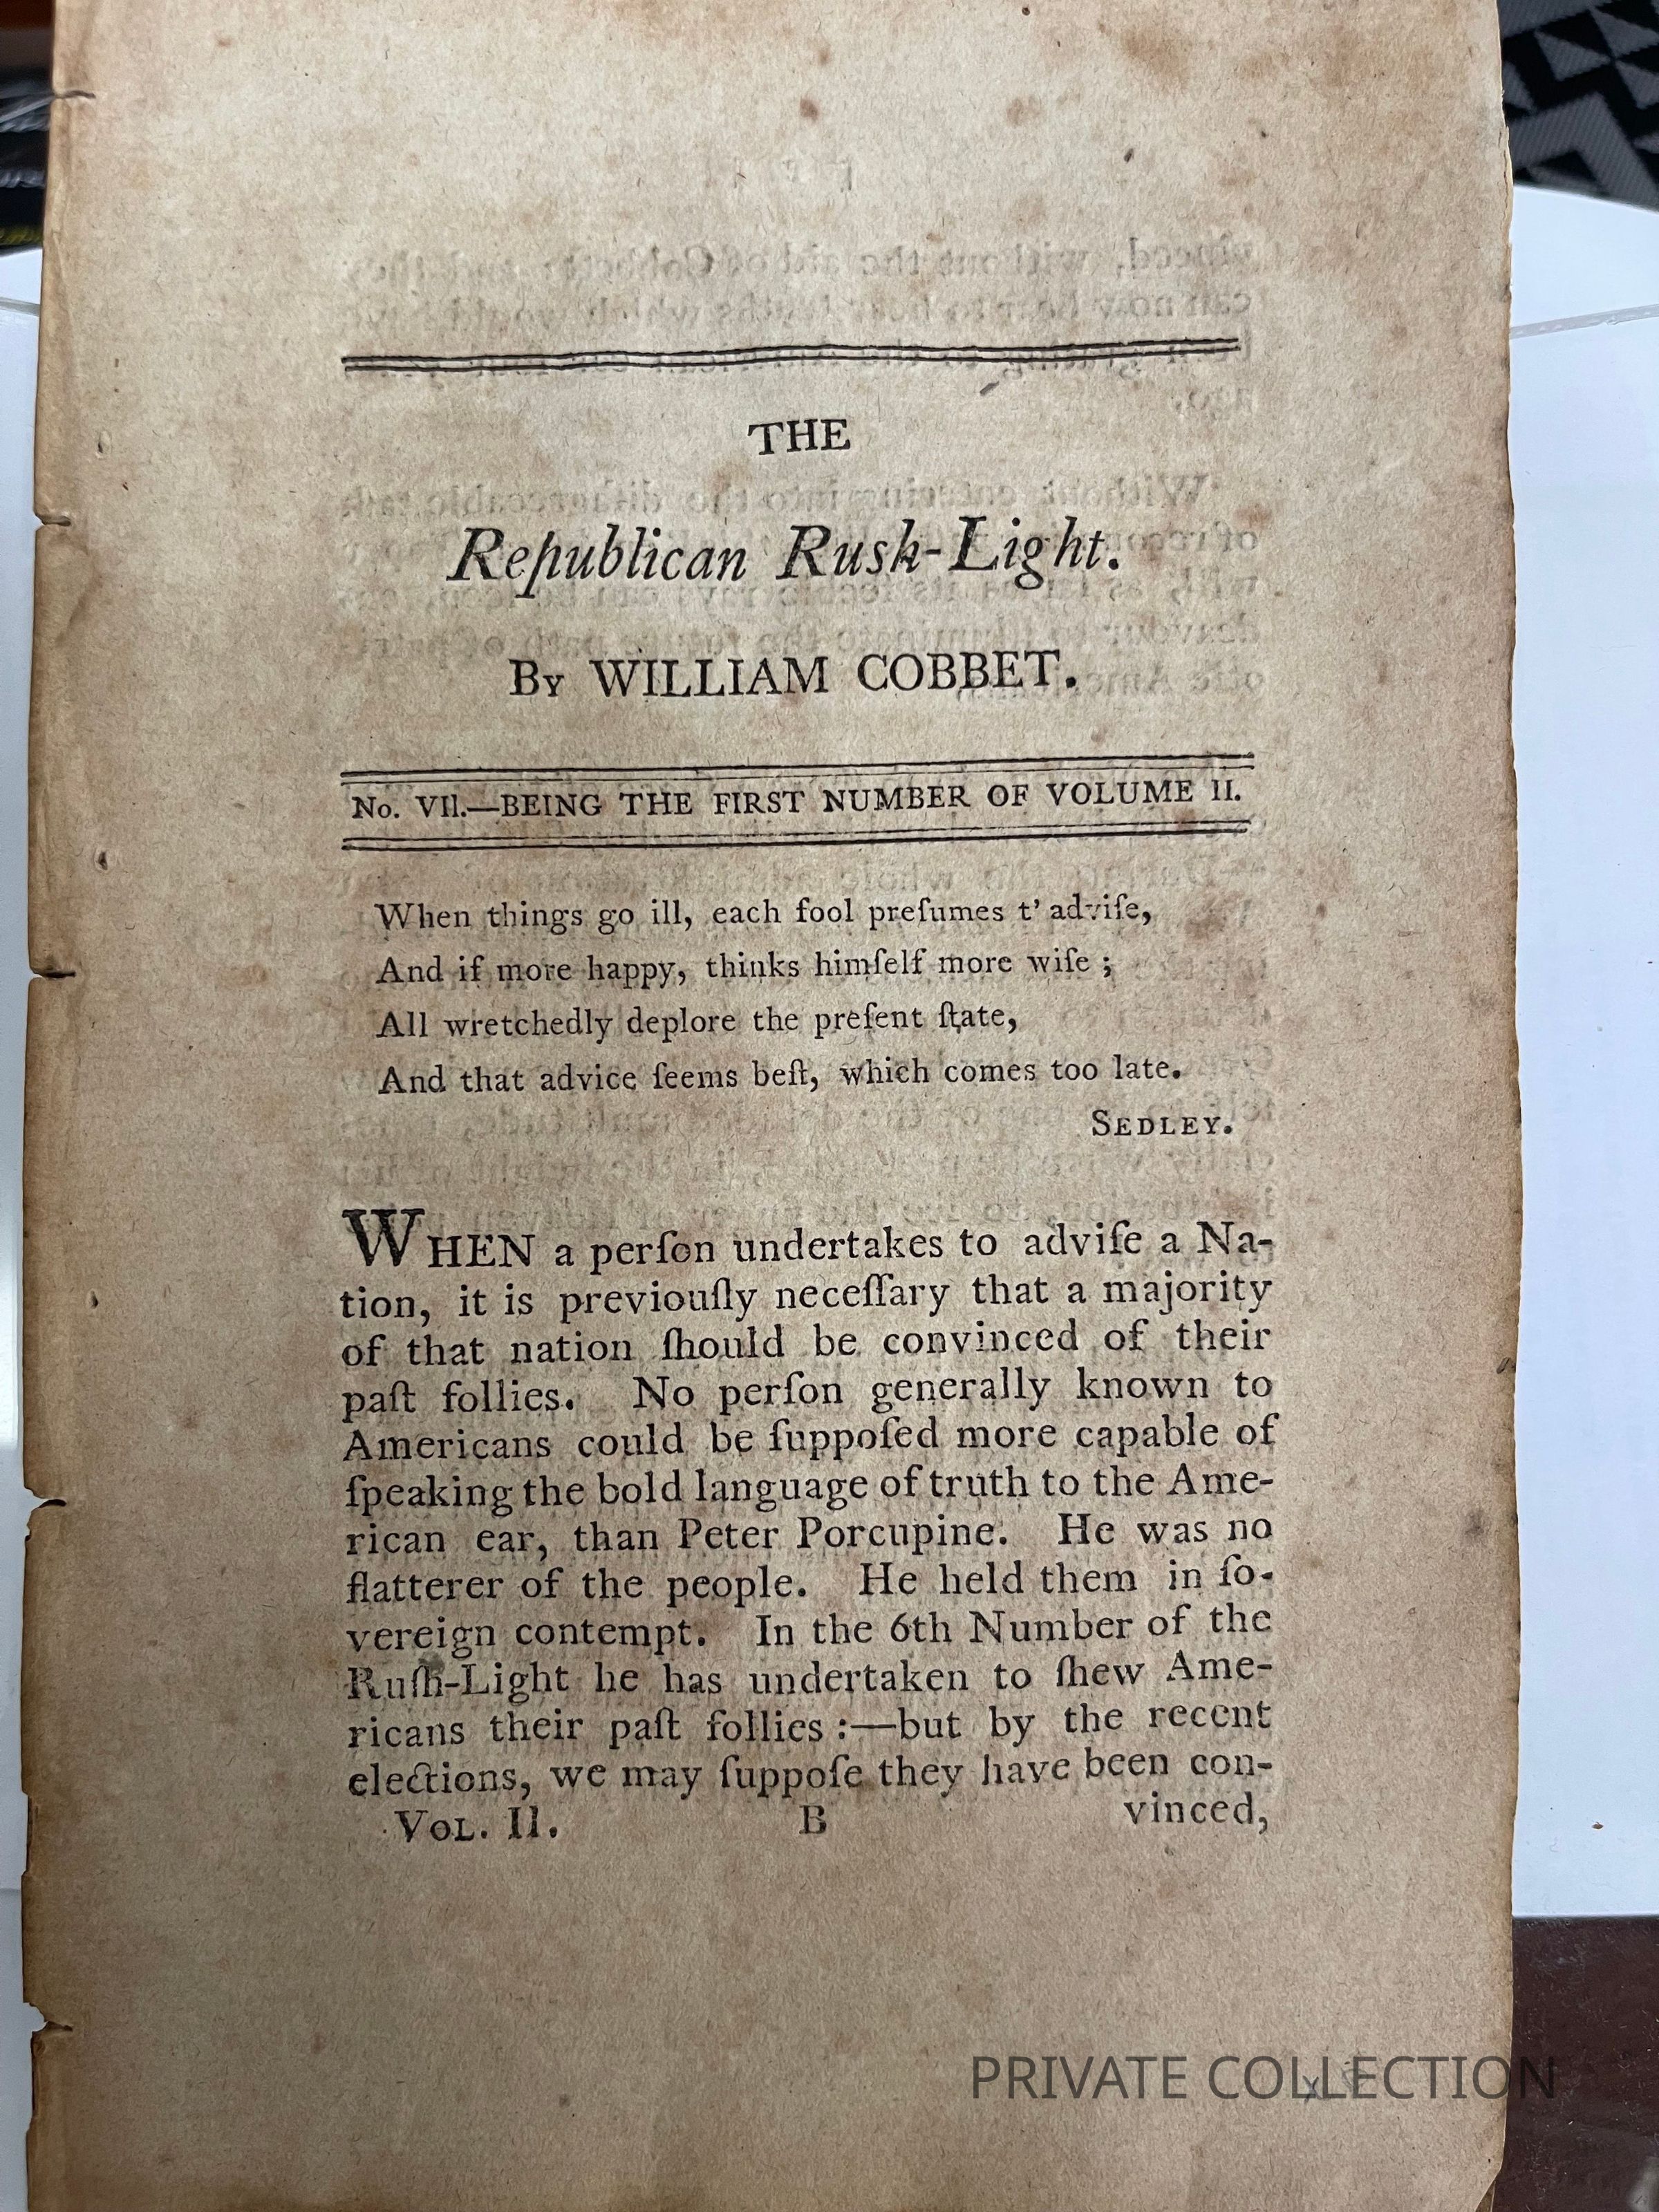 THE
Republican Rush-Light.
By WILLIAM COBBET.
No. VII.—BEING THE FIRST NUMBER OF VOLUME II.
When things go ill, each fool preſumes t' adviſe,
And if more happy, thinks himſelf more wiſe ;
All wretchedly deplore the preſent ſtate,
And that advice ſeems beſt, which comes too late.
SEDLEY.
WHEN a perſon undertakes to adviſe a Na-
tion, it is previouſly neceſſary that a majority
of that nation ſhould be convinced of their
paſt follies. No perſon generally known to
Americans could be ſuppoſed more capable of
ſpeaking the bold language of truth to the Ame-
rican ear, than Peter Porcupine. He was no
flatterer of the people. He held them in ſo-
vereign contempt. In the 6th Number of the
Ruſh-Light he has undertaken to ſhew Ame-
ricans their paſt follies :—but by the recent
elections, we may ſuppoſe they have been con-
VOL. II. B vinced,
PRIVATE COLLECTION